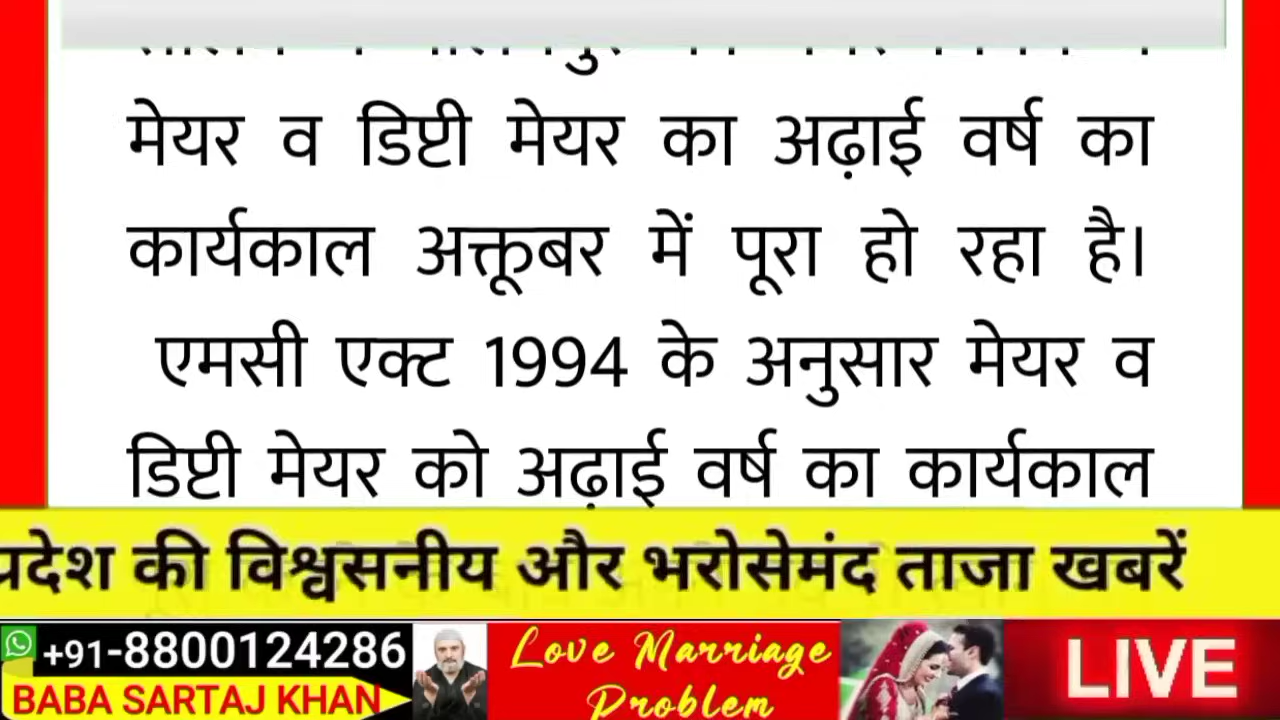 मेयर व डिप्टी मेयर का अढ़ाई वर्ष का
कार्यकाल अक्तूबर में पूरा हो रहा है।
एमसी एक्ट 1994 के अनुसार मेयर व
डिप्टी मेयर को अढ़ाई वर्ष का कार्यकाल
प्रदेश की विश्वसनीय और भरोसेमंद ताजा खबरें
+91-8800124286
BABA SARTAJ KHAN
Love Marriage
Problem
LIVE